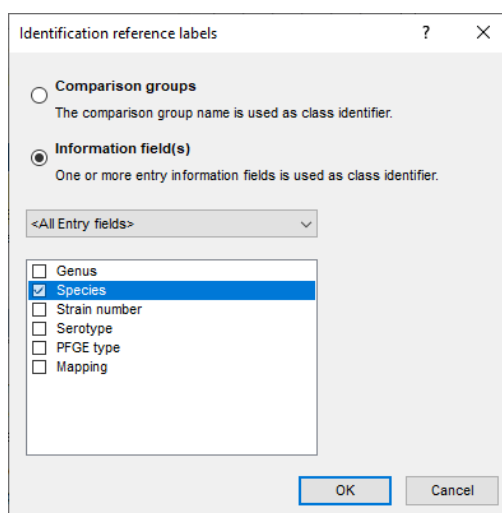 Identification reference labels
?
Comparison groups
The comparison group name is used as class identifier.
Information field(s)
One or more entry information fields is used as class identifier.
<All Entry fields>
Genus
Species
Strain number
Serotype
PFGE type
Mapping
OK
Cancel